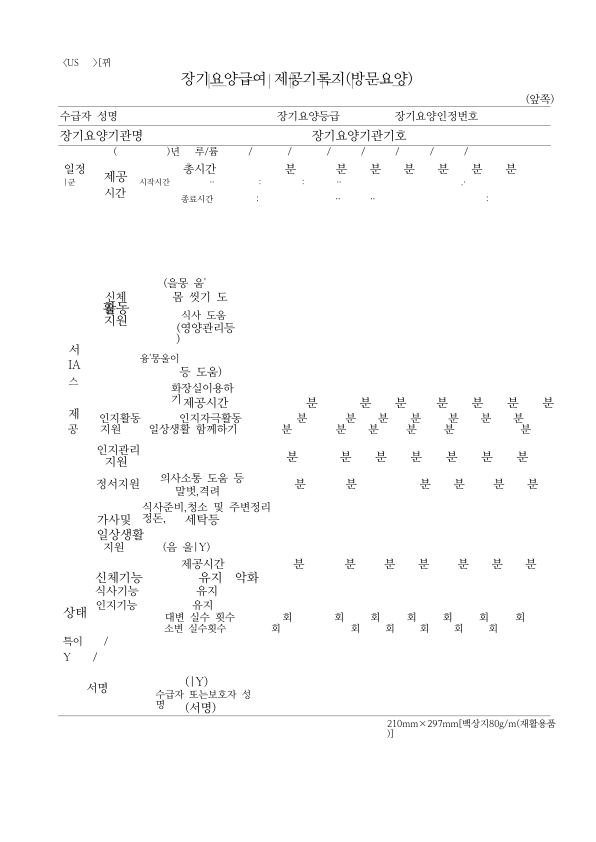 〈US 〉[퓌
장기요양급여 제공기록지(방문요양)
(앞쪽)
수급자 성명 장기요양등급 장기요양인정번호
장기요양기관명 장기요양기관기호
( )년 루/륨 / / / / / / /
일정 제공 총시간 분 분 분 분 분 분 분
|군 시작시간 ·· : : ·· .·
시간
종료시간 : ·· ·· :
(을몽 움'
신체 몸 씻기 도
활동
지원 식사 도움
(영양관리등
)
서
융'몽울이
IA 등 도움)
스
화장실이용하
기 제공시간 분 분 분 분 분 분 분
제 인지활동 인지자극활동 분 분 분 분 분 분 분
공 지원 일상생활 함께하기 분 분 분 분 분 분
인지관리
지원 분 분 분 분 분 분 분
정서지원 의사소통 도움 등 분 분 분 분 분 분
말벗,격려
식사준비,청소 및 주변정리
가사및 정돈, 세탁등
일상생활
지원 (음 울|Y)
제공시간 분 분 분 분 분 분 분
신체기능 유지 악화
식사기능 유지
인지기능 유지
상태 대변 실수 횟수 회 회 회 회 회 회 회
소변 실수횟수 회 회 회 회 회 회
특이 /
Y /
(|Y)
서명 수급자 또는보호자 성
명 (서명)
210mm×297mm[백상지80g/m(재활용품
)]